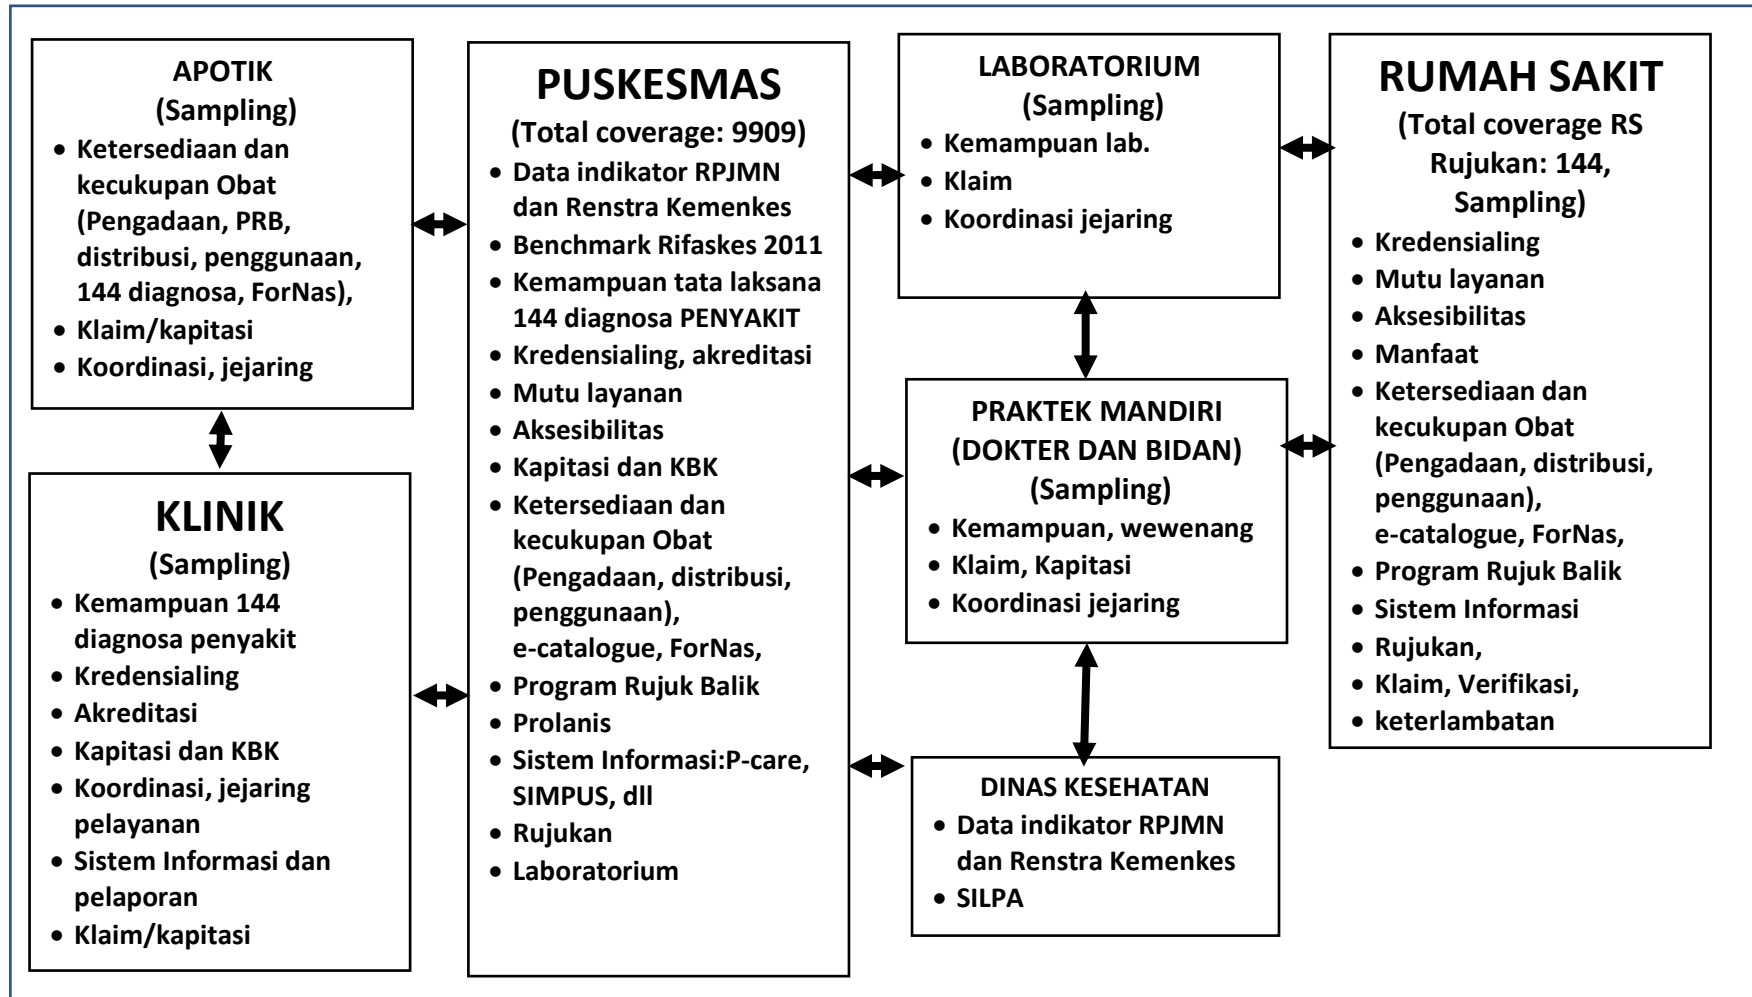 APOTIK
(Sampling)
• Ketersediaan dan
kecukupan Obat
(Pengadaan, PRB,
distribusi, penggunaan,
144 diagnosa, ForNas),
• Klaim/kapitasi
• Koordinasi, jejaring
KLINIK
(Sampling)
• Kemampuan 144
diagnosa penyakit
• Kredensialing
• Akreditasi
• Kapitasi dan KBK
• Koordinasi, jejaring
pelayanan
• Sistem Informasi dan
pelaporan
• Klaim/kapitasi
PUSKESMAS
(Total coverage: 9909)
• Data indikator RPJMN
dan Renstra Kemenkes
• Benchmark Rifaskes 2011
• Kemampuan tata laksana
144 diagnosa PENYAKIT
• Kredensialing, akreditasi
• Mutu layanan
• Aksesibilitas
• Kapitasi dan KBK
• Ketersediaan dan
kecukupan Obat
(Pengadaan, distribusi,
penggunaan),
e-catalogue, ForNas,
• Program Rujuk Balik
• Prolanis
• Sistem Informasi:P-care,
SIMPUS, dll
• Rujukan
• Laboratorium
LABORATORIUM
(Sampling)
• Kemampuan lab.
• Klaim
• Koordinasi jejaring
PRAKTEK MANDIRI
(DOKTER DAN BIDAN)
(Sampling)
• Kemampuan, wewenang
• Klaim, Kapitasi
• Koordinasi jejaring
DINAS KESEHATAN
• Data indikator RPJMN
dan Renstra Kemenkes
• SILPA
RUMAH SAKIT
(Total coverage RS
Rujukan: 144,
Sampling)
• Kredensialing
• Mutu layanan
• Aksesibilitas
• Manfaat
• Ketersediaan dan
kecukupan Obat
(Pengadaan, distribusi,
penggunaan),
e-catalogue, ForNas,
• Program Rujuk Balik
• Sistem Informasi
• Rujukan,
• Klaim, Verifikasi,
• keterlambatan